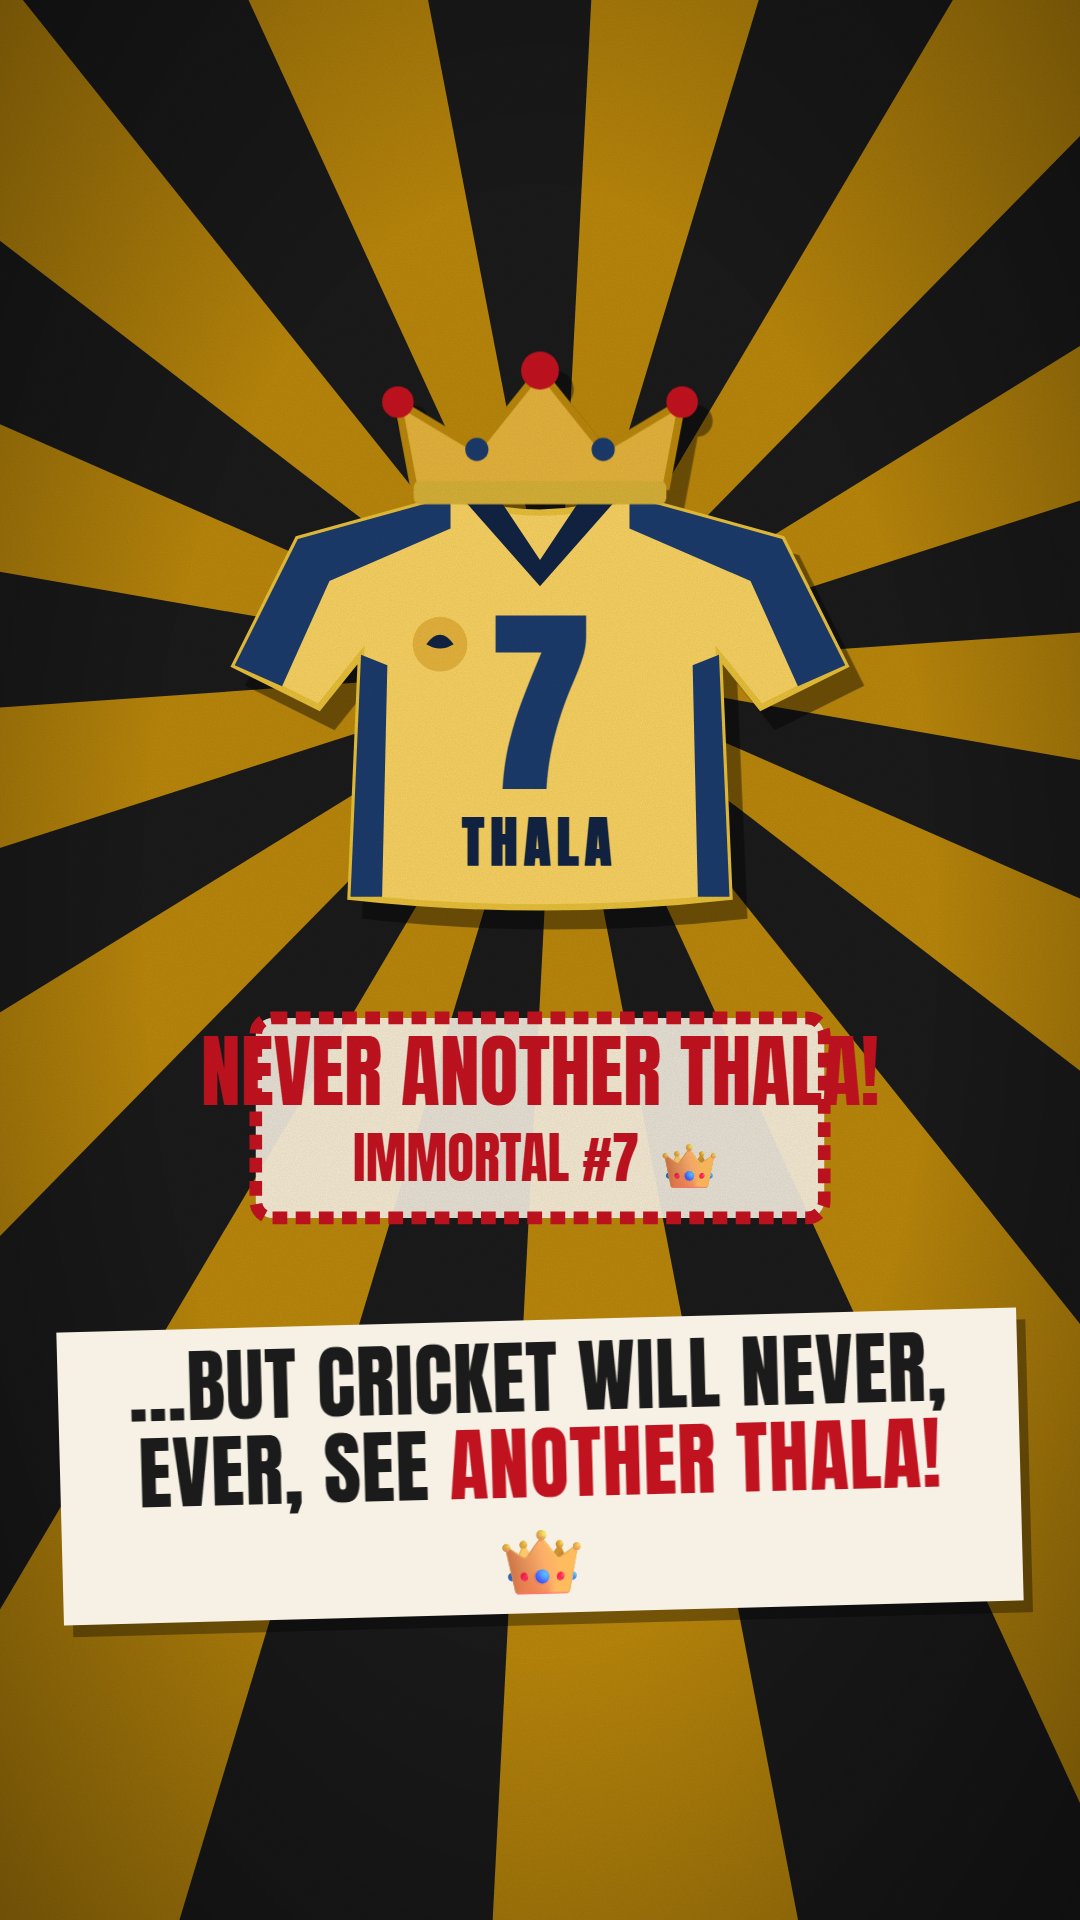 7
THALA
NEVER ANOTHER THALA!
IMMORTAL #7 👑
...BUT CRICKET WILL NEVER,
EVER, SEE ANOTHER THALA!
👑